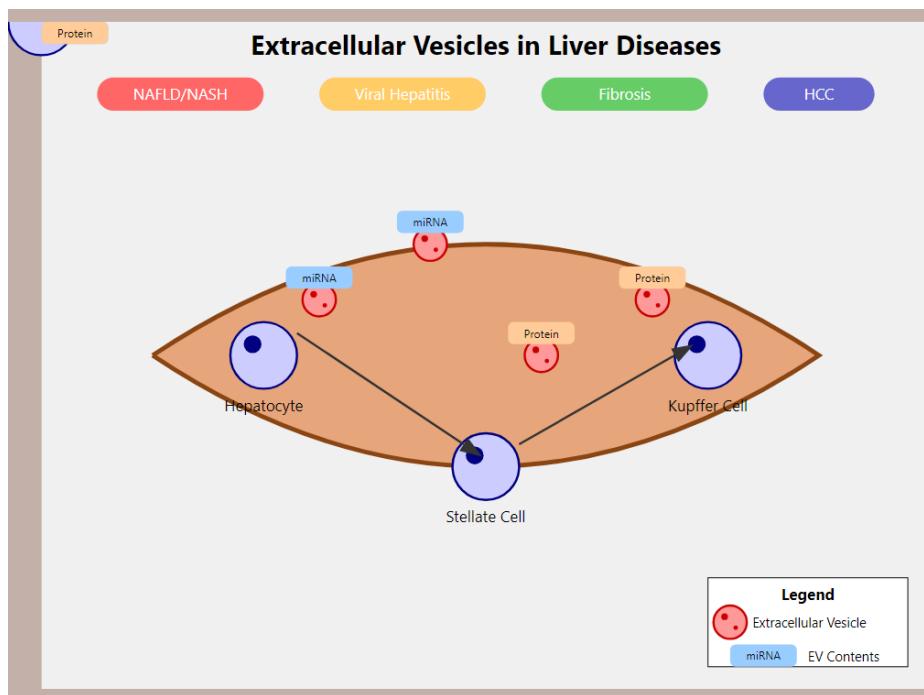 Protein
Extracellular Vesicles in Liver Diseases
NAFLD/NASH
Viral Hepatitis
Fibrosis
HCC
miRNA
miRNA
Protein
Protein
Hepatocyte
Kupffer Cell
Stellate Cell
Legend
Extracellular Vesicle
miRNA
EV Contents